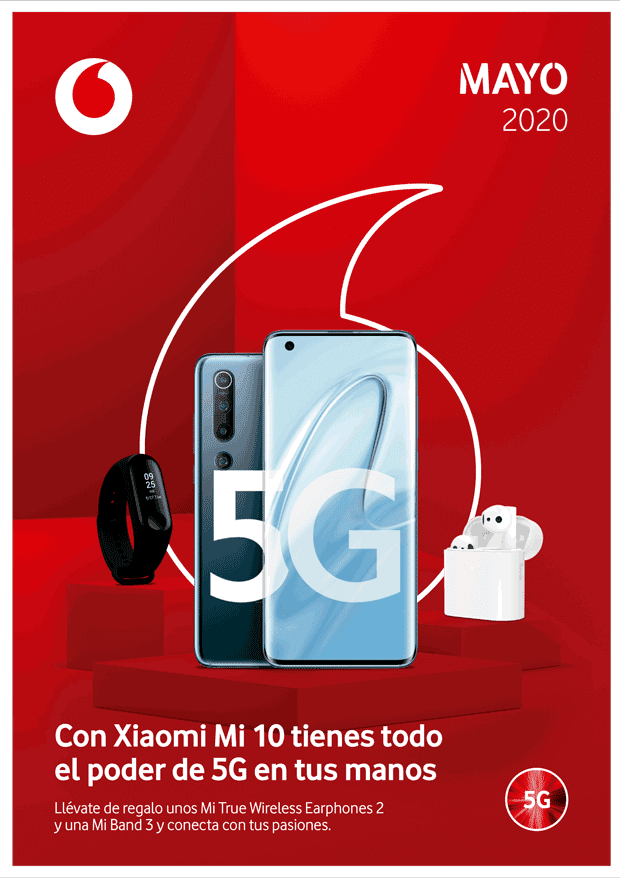 MAYO
2020
09
25
5G
Con Xiaomi Mi 10 tienes todo
el poder de 5G en tus manos
Llévate de regalo unos Mi True Wireless Earphones 2
y una Mi Band 3 y conecta con tus pasiones.
5G